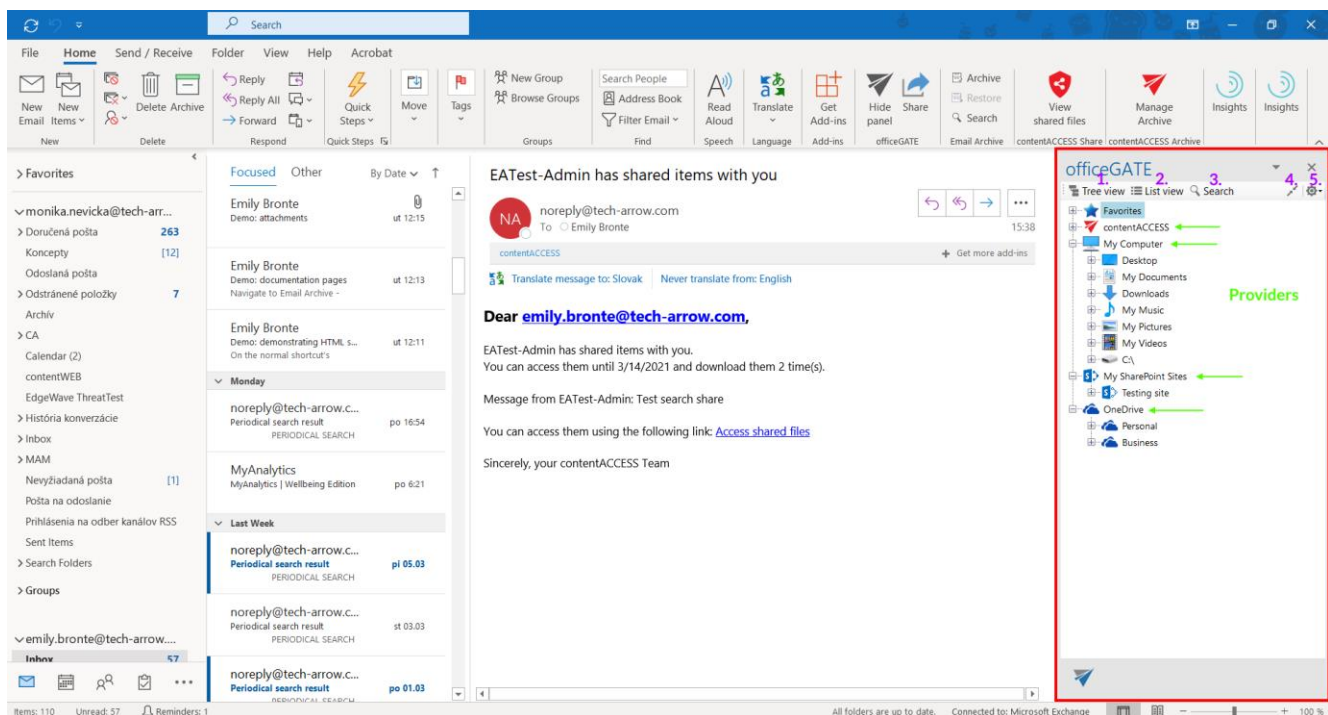 Search
File Home Send / Receive Folder View Help Acrobat
New Email
New Items
Delete
Archive
Reply
Reply All
Forward
Quick Steps
Move
Tags
New Group
Browse Groups
Search People
Address Book
Filter Email
Read Aloud
Translate
Get Add-ins
Hide panel
Share
Archive
Restore
Search
View shared files
Manage Archive
Insights
Insights
New Delete Respond Quick Steps Groups Find Speech Language Add-ins officeGATE Email Archive contentACCESS Share contentACCESS Archive
Favorites
monika.nevicka@tech-arr...
Doručená pošta 263
Koncepty [12]
Odoslaná pošta
Odstránené položky 7
Archív
CA
Calendar (2)
contentWEB
EdgeWave ThreatTest
História konverzácie
Inbox
MAM
Nevyžiadaná pošta [1]
Pošta na odoslanie
Prihlásenia na odber kanálov RSS
Sent Items
Search Folders
Groups
emily.bronte@tech-arrow....
Inbox 57
Focused Other By Date
Emily Bronte
Demo: attachments ut 12:15
Emily Bronte
Demo: documentation pages ut 12:13
Navigate to Email Archive -
Emily Bronte
Demo: demonstrating HTML s... ut 12:11
On the normal shortcut's
Monday
noreply@tech-arrow.c...
Periodical search result po 16:54
PERIODICAL SEARCH
MyAnalytics
MyAnalytics | Wellbeing Edition po 6:21
Last Week
noreply@tech-arrow.c...
Periodical search result pi 05.03
PERIODICAL SEARCH
noreply@tech-arrow.c...
Periodical search result st 03.03
PERIODICAL SEARCH
noreply@tech-arrow.c...
Periodical search result po 01.03
PERIODICAL SEARCH
EATest-Admin has shared items with you
NA
noreply@tech-arrow.com
To Emily Bronte
15:38
contentACCESS
+ Get more add-ins
Translate message to: Slovak Never translate from: English
Dear emily.bronte@tech-arrow.com,
EATest-Admin has shared items with you.
You can access them until 3/14/2021 and download them 2 time(s).
Message from EATest-Admin: Test search share
You can access them using the following link: Access shared files
Sincerely, your contentACCESS Team
officeGATE
1. 2. 3. 4. 5.
Tree view List view Search
Favorites
contentACCESS
My Computer
Desktop
My Documents
Downloads
Providers
My Music
My Pictures
My Videos
C:\
My SharePoint Sites
Testing site
OneDrive
Personal
Business
Items: 110 Unread: 57 Reminders: 1 All folders are up to date. Connected to: Microsoft Exchange 100 %